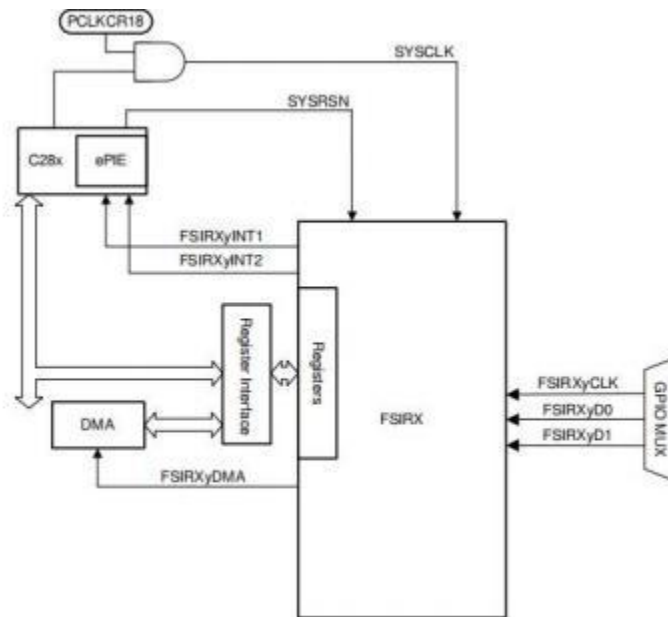 PCLKCR18
SYSCLK
SYSRSN
C28x
ePIE
FSIRXyINT1
FSIRXyINT2
Register Interface
Registers
FSIRX
FSIRXyCLK
FSIRXyD0
FSIRXyD1
GPIO MUX
DMA
FSIRXyDMA